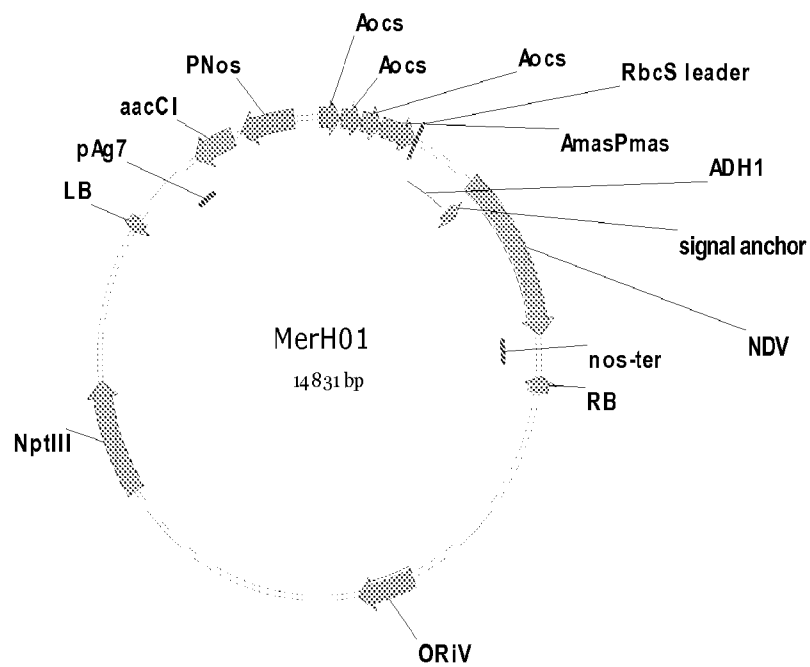 Aocs
Aocs
Aocs
PNos
RbcS leader
aacCI
AmasPmas
pAg7
ADH1
LB
signal anchor
MerH01
14831 bp
NDV
nos-ter
RB
NptIII
ORiV